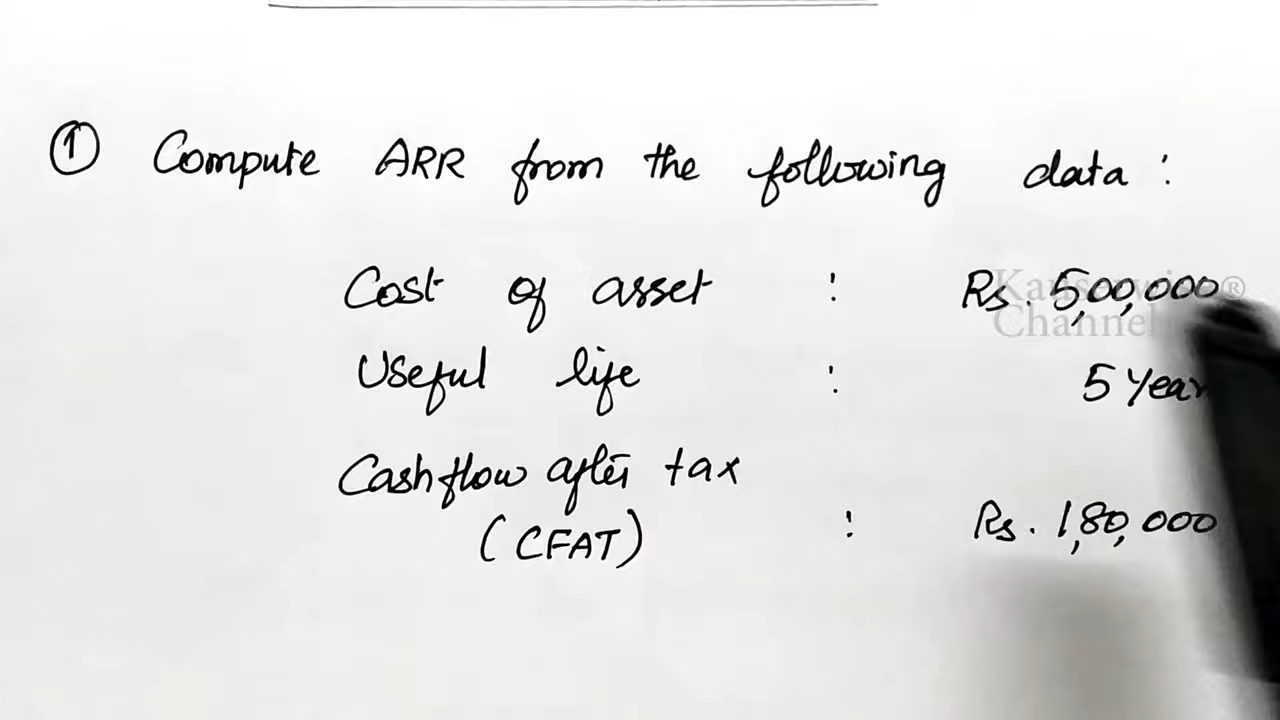 ① Compute ARR from the following data :
Cost of asset : Rs. 5,00,000
Useful life : 5 Year
Cashflow after tax
(CFAT) : Rs. 1,80,000
Channel